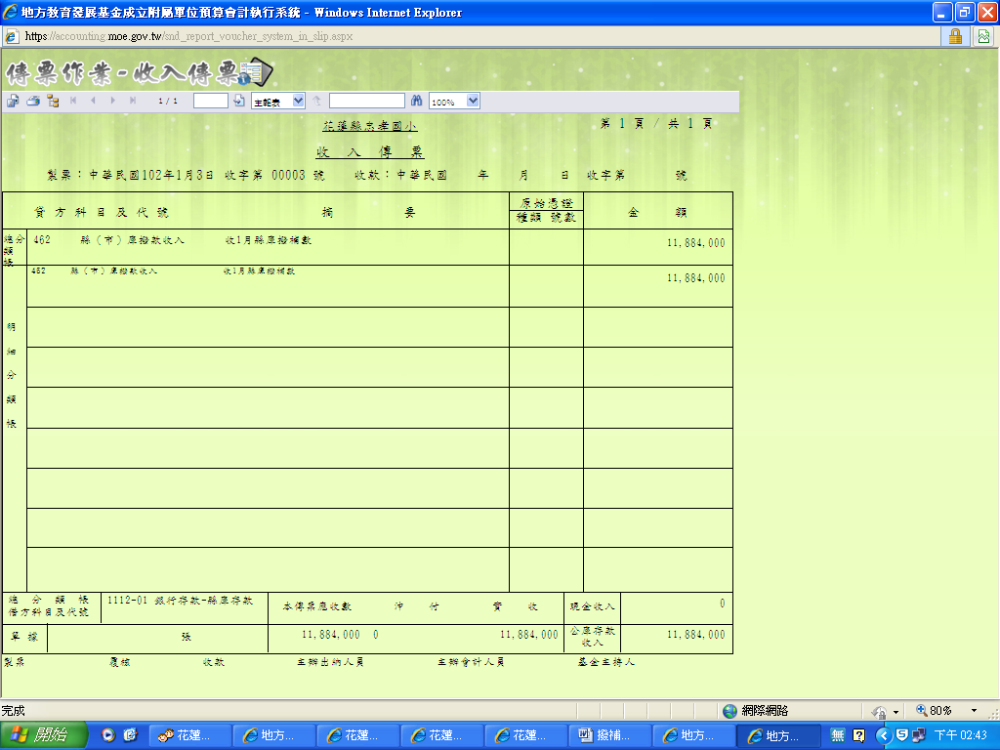 地方教育發展基金成立附屬單位預算會計執行系統 - Windows Internet Explorer
https://accounting.moe.gov.tw/snd_report_voucher_system_in_slip.aspx
傳票作業-收入傳票
1 / 1 主報表 100%
花蓮縣忠孝國小 第 1 頁 / 共 1 頁
收 入 傳 票
製票：中華民國102年1月3日 收字第 00003 號 收款：中華民國 年 月 日 收字第 號
貸 方 科 目 及 代 號 摘 要 原始憑證 種類 號數 金 額
總分類帳 462 縣（市）庫撥款收入 收1月縣庫撥補數 11,884,000
462 縣（市）庫撥款收入 收1月縣庫撥補數 11,884,000
明
細
分
類
帳
總 分 類 帳 借方科目及代號 1112-01 銀行存款-縣庫存款 本傳票應收數 沖 付 實 收 現金收入 0
單 據 張 11,884,000 0 11,884,000 公庫存款收入 11,884,000
製票 覆核 收款 主辦出納人員 主辦會計人員 基金主持人
完成 網際網路 80%
開始 花蓮... 地方... 花蓮... 花蓮... 花蓮... 撥補... 地方... 地方... 無 下午 02:43